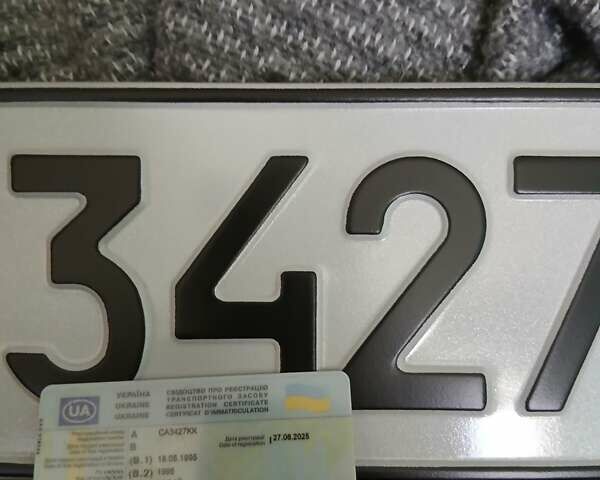 3427
УКРАЇНА
UKRAINE
UKRAINE
СВІДОЦТВО ПРО РЕЄСТРАЦІЮ
ТРАНСПОРТНОГО ЗАСОБУ
REGISTRATION CERTIFICATE
CERTIFICAT D'IMMATRICULATION
UA
A CA3427KX
Дата реєстрації
Date of registration
27.08.2025
B
(B.1) 18.08.1995
(B.2) 1995